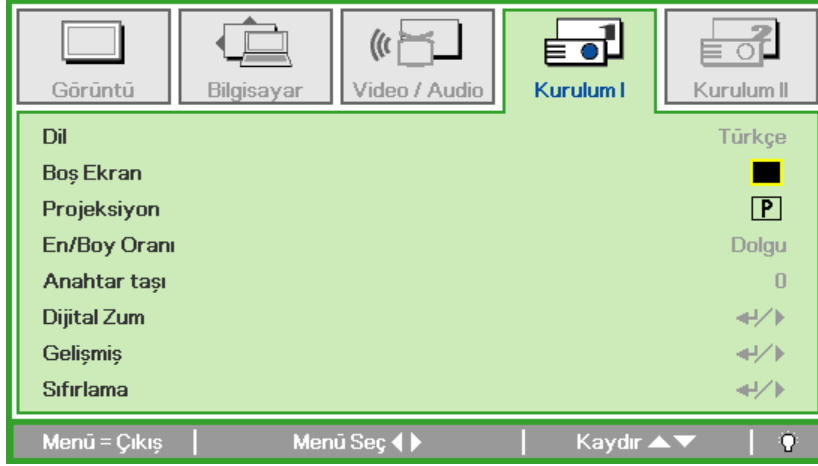 Görüntü Bilgisayar Video / Audio Kurulum I Kurulum II
Dil Türkçe
Boş Ekran
Projeksiyon P
En/Boy Oranı Dolgu
Anahtar taşı 0
Dijital Zum
Gelişmiş
Sıfırlama
Menü = Çıkış Menü Seç Kaydır